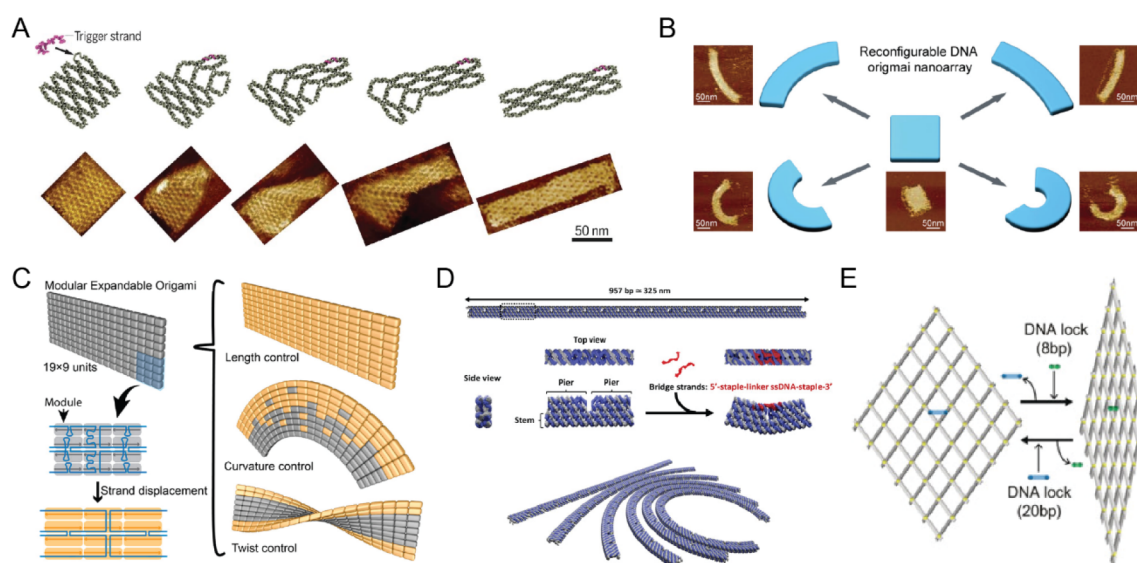 A
Trigger strand
50 nm
B
Reconfigurable DNA
origmai nanoarray
50nm
50nm
50nm
50nm
50nm
C
Modular Expandable Origami
19×9 units
Module
Strand displacement
Length control
Curvature control
Twist control
D
957 bp ≈ 325 nm
Top view
Side view
Pier
Pier
Stem
Bridge strands: 5'-staple-linker ssDNA-staple-3'
E
DNA lock
(8bp)
DNA lock
(20bp)